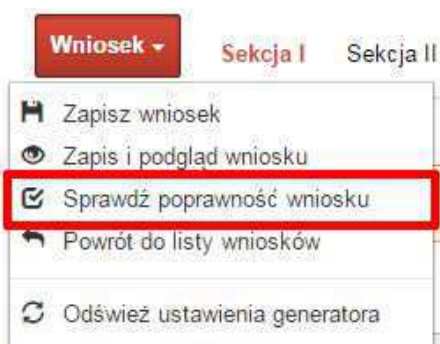 Wniosek Sekcja I Sekcja II
Zapisz wniosek
Zapis i podgląd wniosku
Sprawdź poprawność wniosku
Powrót do listy wniosków
Odśwież ustawienia generatora